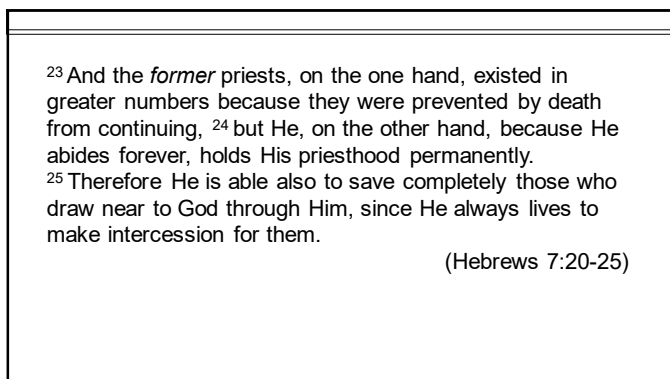 23 And the former priests, on the one hand, existed in
greater numbers because they were prevented by death
from continuing, 24 but He, on the other hand, because He
abides forever, holds His priesthood permanently.
25 Therefore He is able also to save completely those who
draw near to God through Him, since He always lives to
make intercession for them.
(Hebrews 7:20-25)